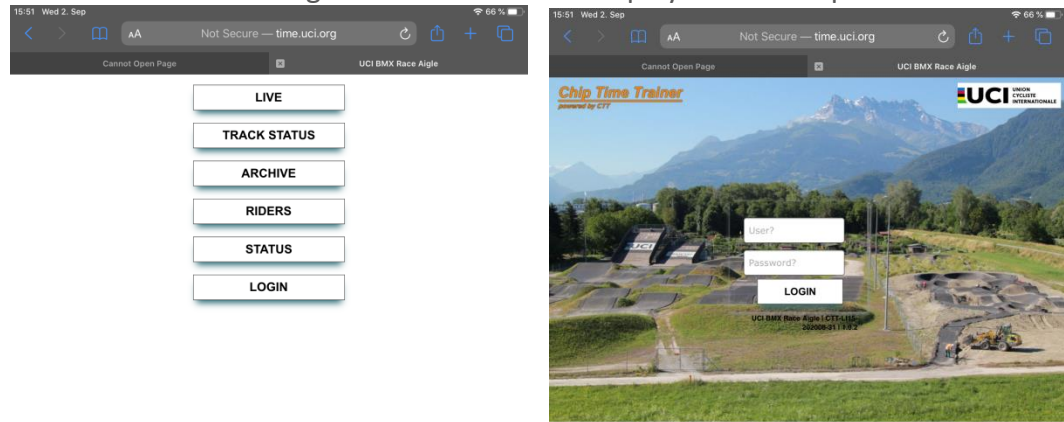 15:51 Wed 2. Sep
66 %
AA
Not Secure — time.uci.org
Cannot Open Page
UCI BMX Race Aigle
LIVE
TRACK STATUS
ARCHIVE
RIDERS
STATUS
LOGIN
15:51 Wed 2. Sep
66 %
AA
Not Secure — time.uci.org
Cannot Open Page
UCI BMX Race Aigle
Chip Time Trainer
powered by CTT
UCI
UNION
CYCLISTE
INTERNATIONALE
UCI
User?
Password?
LOGIN
UCI BMX Race Aigle